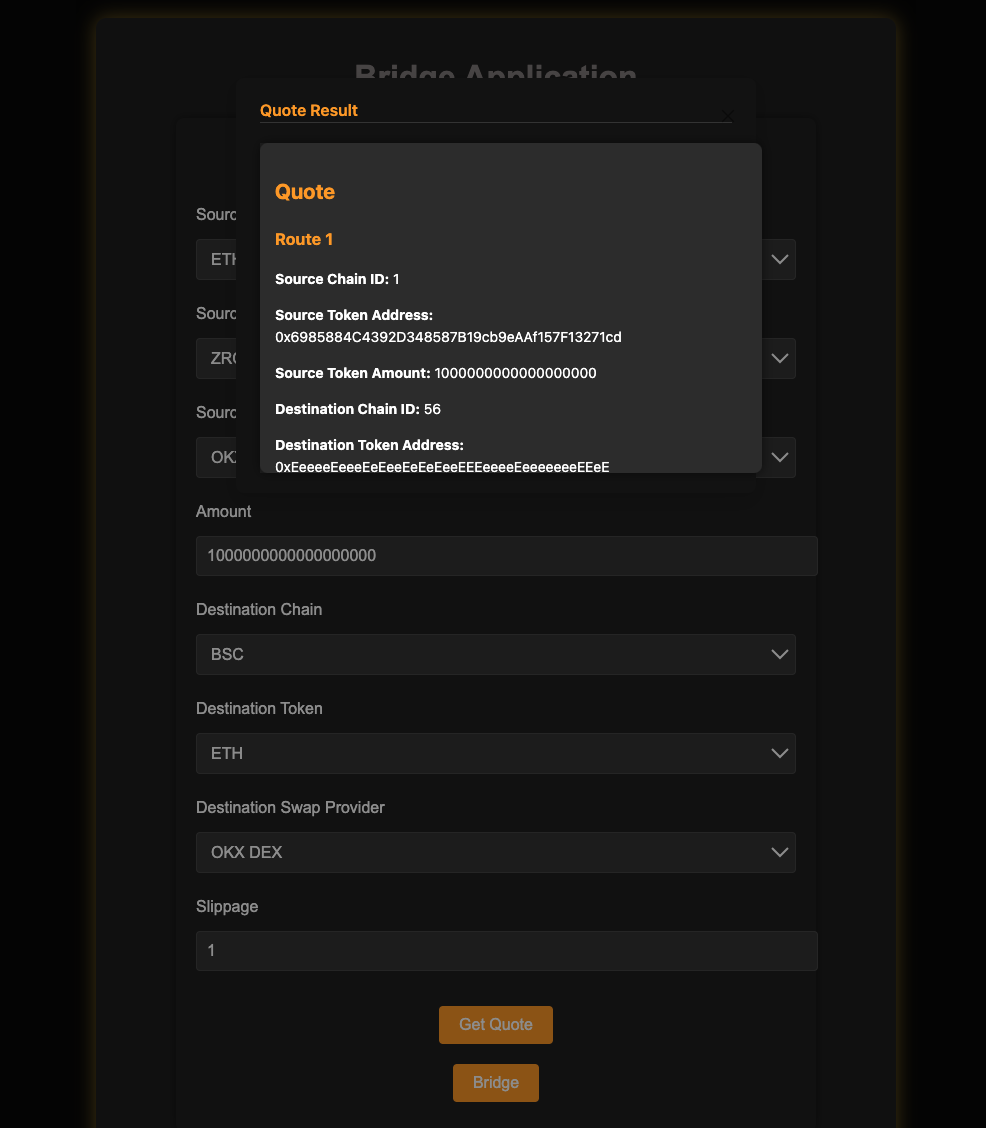 Bridge Application
Quote Result
×
Quote
Route 1
Source Chain ID: 1
Source Token Address:
0x6985884C4392D348587B19cb9eAAf157F13271cd
Source Token Amount: 1000000000000000000
Destination Chain ID: 56
Destination Token Address:
0xEeeeeEeeeEeEeeEeEeEeeEEEeeeeEeeeeeeeEEeE
Sourc
ETH
Sourc
ZRO
Sourc
OKX
Amount
1000000000000000000
Destination Chain
BSC
Destination Token
ETH
Destination Swap Provider
OKX DEX
Slippage
1
Get Quote
Bridge